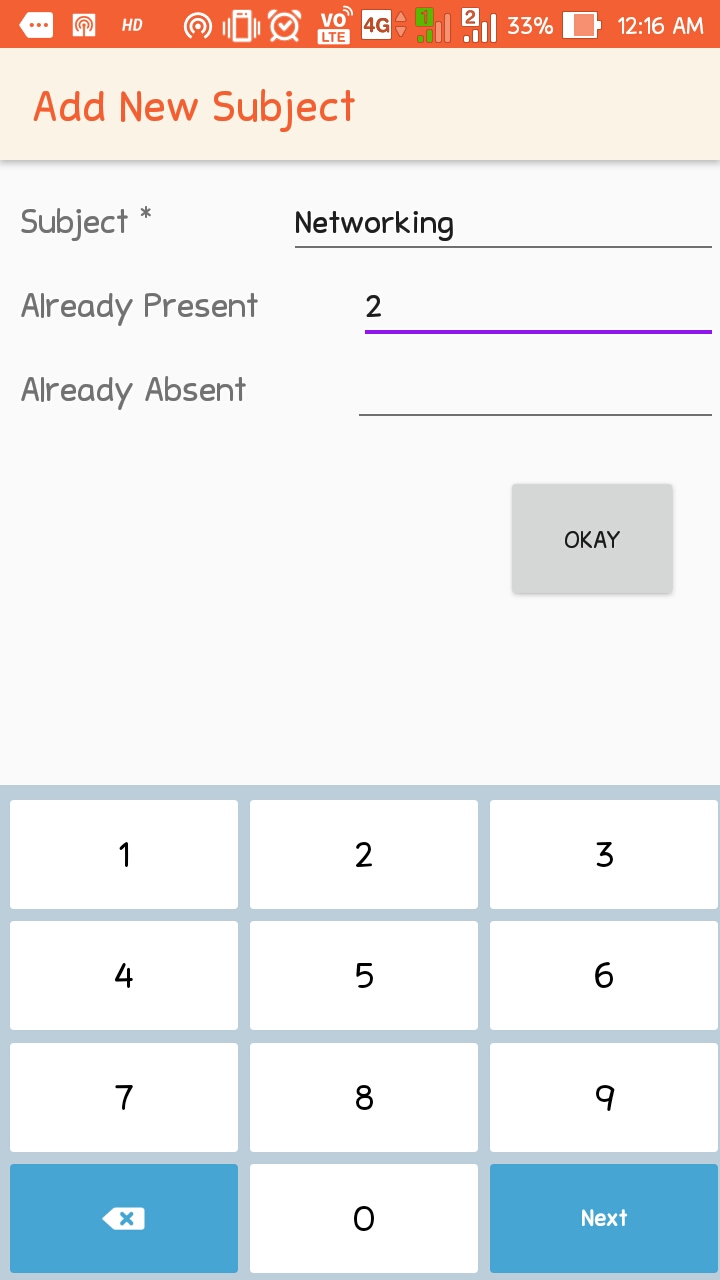 HD VO LTE 4G 1 2 33% 12:16 AM
Add New Subject
Subject * Networking
Already Present 2
Already Absent
OKAY
1 2 3
4 5 6
7 8 9
0 Next